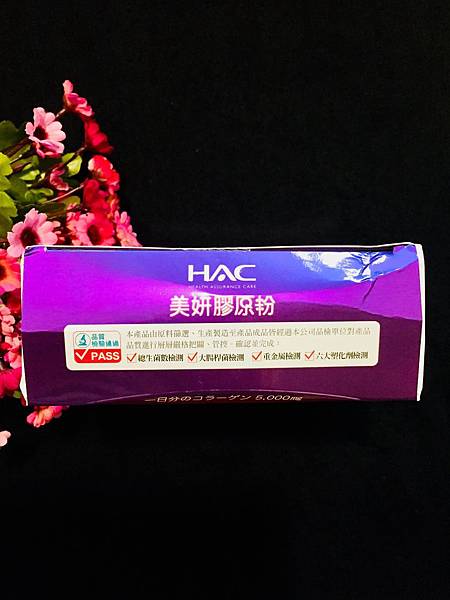 HAC
HEALTH ASSURANCE CARE
美妍膠原粉
品質
檢驗通過
PASS
本產品由原料篩選、生產製造至產品成品皆經過本公司品檢單位對產品
品質進行層層嚴格把關、管控,確認並完成:
總生菌數檢測 大腸桿菌檢測 重金屬檢測 六大塑化劑檢測
一日分のコラーゲン 5,000mg